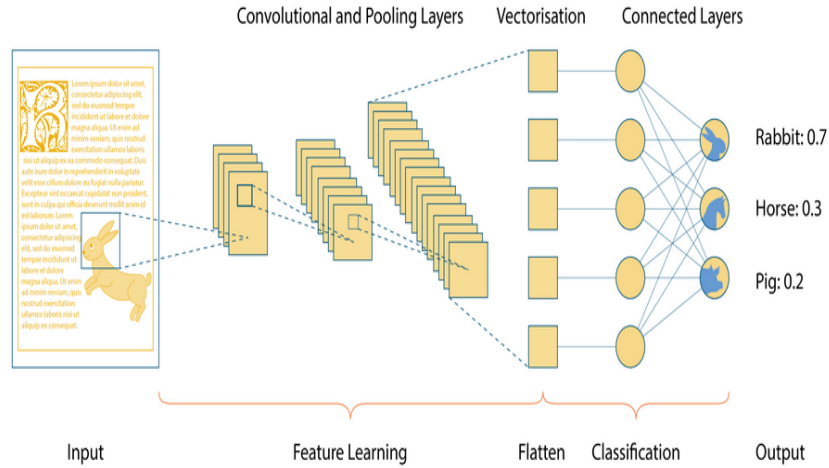 Convolutional and Pooling Layers
Vectorisation
Connected Layers
Lorem ipsum dolor sit amet,
consectetur adipiscing elit,
sed do eiusmod tempor
incididunt ut labore et dolore
magna aliqua. Ut enim ad
minim veniam, quis nostrud
exercitation ullamco laboris
nisi ut aliquip ex ea commodo consequat. Duis
aute irure dolor in reprehenderit in voluptate
velit esse cillum dolore eu fugiat nulla pariatur.
Excepteur sint occaecat cupidatat non proident,
sunt in culpa qui officia deserunt mollit anim id
est laborum. Lorem
ipsum dolor sit amet,
consectetur adipiscing
elit, sed do eiusmod
tempor incididunt ut
labore et dolore
magna aliqua. Ut enim
ad minim veniam, quis
nostrud exercitation
ullamco laboris nisi ut
aliquip ex consequat.
Rabbit: 0.7
Horse: 0.3
Pig: 0.2
Input
Feature Learning
Flatten
Classification
Output